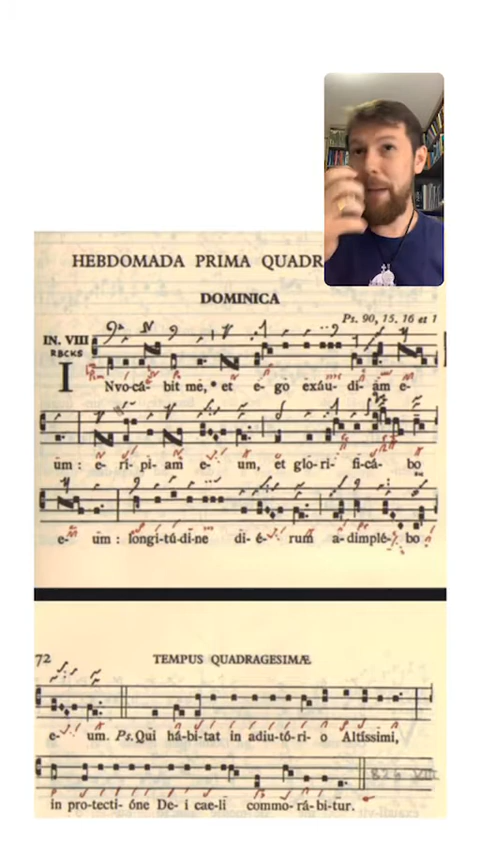 HEBDOMADA PRIMA QUADR
DOMINICA
Ps. 90, 15. 16 et 1
IN. VIII
RBCKS
INvocá- bit me, * et e- go exáu- di- am e-
um : e- rí- pi- am e- um, et glo- ri- fi-cá- bo
e- um : longi-tú-di-ne di- é- rum a- dimplé- bo
72
TEMPUS QUADRAGESIMÆ
e- um. Ps. Qui há-bi-tat in adiu-tó-ri- o Altíssimi,
in pro-tecti- óne De- i cae-li commo- rá-bi-tur.